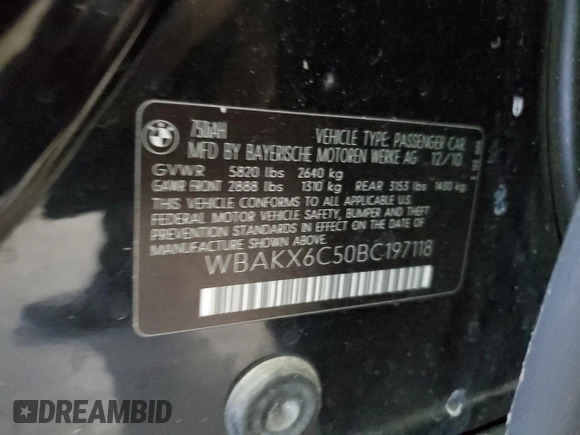 BMW
750iAH VEHICLE TYPE: PASSENGER CAR
MFD BY BAYERISCHE MOTOREN WERKE AG 12/10
GVWR 5820 lbs 2640 kg
GAWR FRONT 2888 lbs 1310 kg REAR 3153 lbs 1430 kg
THIS VEHICLE CONFORMS TO ALL APPLICABLE U.S.
FEDERAL MOTOR VEHICLE SAFETY, BUMPER AND THEFT
PREVENTION STANDARDS IN EFFECT ON THE DATE OF
MANUFACTURE SHOWN ABOVE.
WBAKX6C50BC197118
DREAMBID